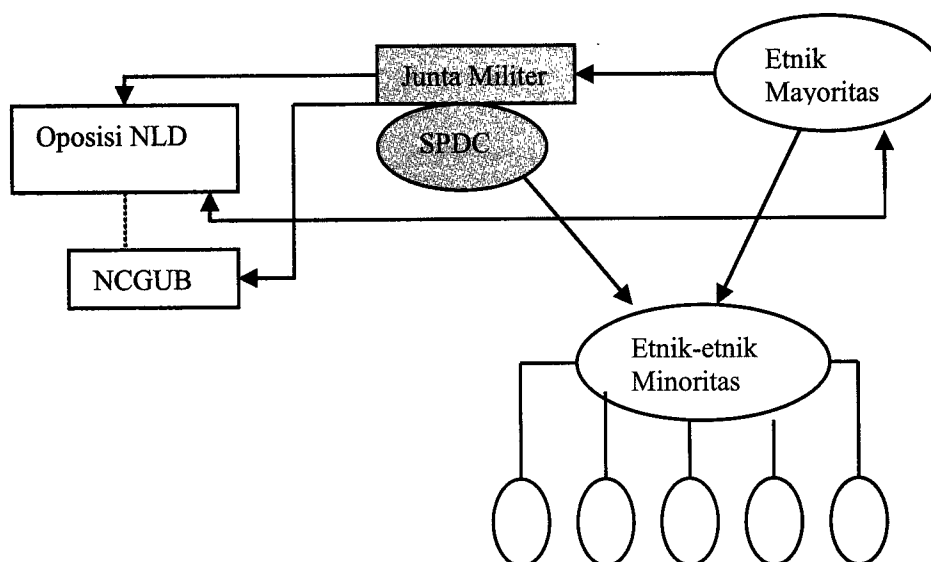 Junta Militer
Etnik
Mayoritas
Oposisi NLD
SPDC
NCGUB
Etnik-etnik
Minoritas